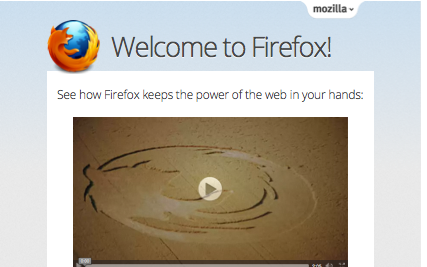 mozilla
Welcome to Firefox!
See how Firefox keeps the power of the web in your hands: